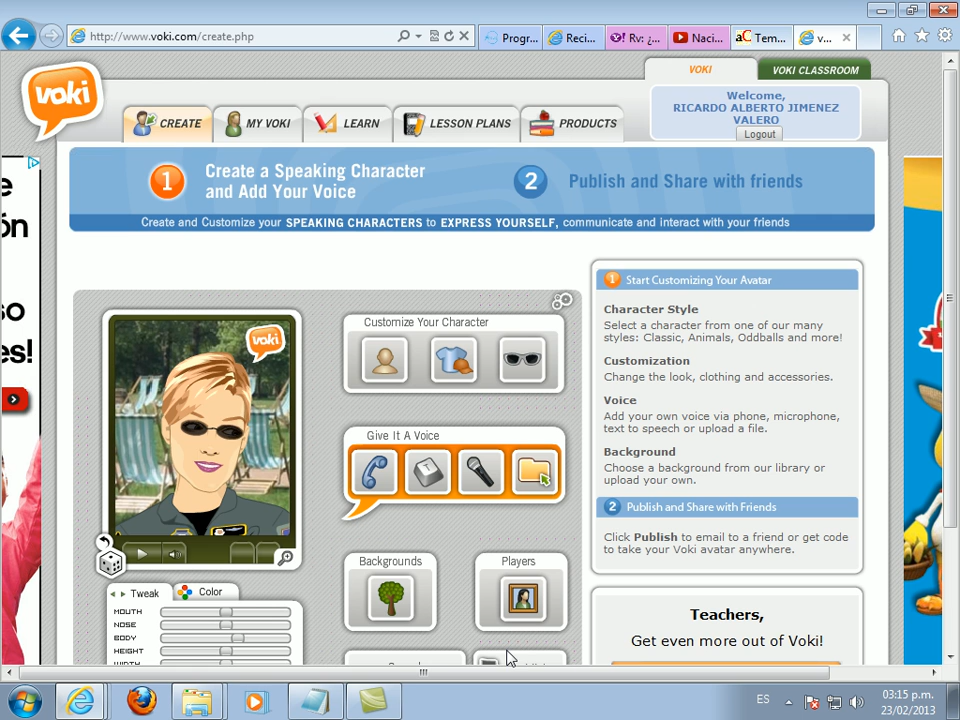 http://www.voki.com/create.php
Progr...
Reci...
Rv: ¿...
Naci...
aC Tem...
v...
voki
VOKI
VOKI CLASSROOM
Welcome,
RICARDO ALBERTO JIMENEZ
VALERO
Logout
CREATE
MY VOKI
LEARN
LESSON PLANS
PRODUCTS
1
Create a Speaking Character
and Add Your Voice
2
Publish and Share with friends
Create and Customize your SPEAKING CHARACTERS to EXPRESS YOURSELF, communicate and interact with your friends
e
ón
so
es!
voki
Customize Your Character
Give It A Voice
Backgrounds
Players
Tweak
Color
MOUTH
NOSE
BODY
HEIGHT
WIDTH
1 Start Customizing Your Avatar
Character Style
Select a character from one of our many
styles: Classic, Animals, Oddballs and more!
Customization
Change the look, clothing and accessories.
Voice
Add your own voice via phone, microphone,
text to speech or upload a file.
Background
Choose a background from our library or
upload your own.
2 Publish and Share with Friends
Click Publish to email to a friend or get code
to take your Voki avatar anywhere.
Teachers,
Get even more out of Voki!
ES
03:15 p.m.
23/02/2013